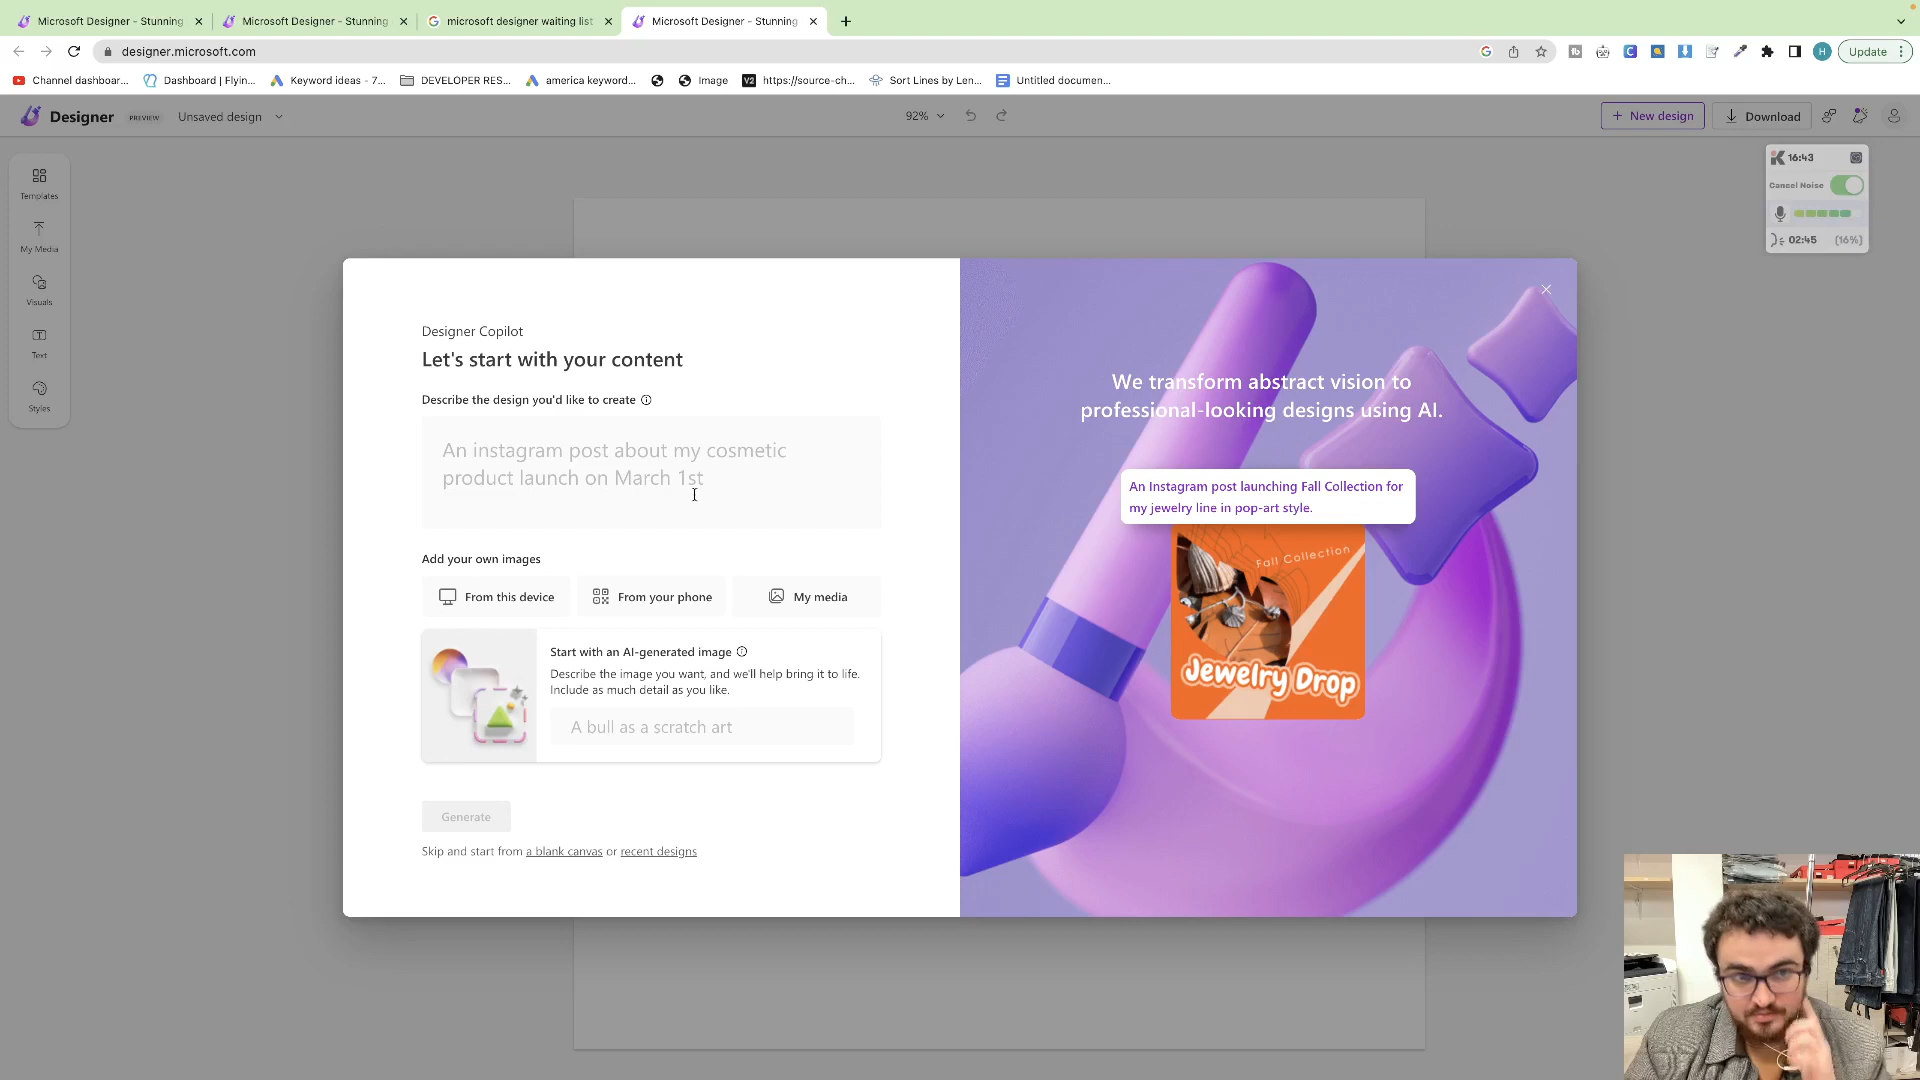 Microsoft Designer - Stunning
Microsoft Designer - Stunning
microsoft designer waiting list
Microsoft Designer - Stunning
designer.microsoft.com
H
Update
Channel dashboar...
Dashboard | Flyin...
Keyword ideas - 7...
DEVELOPER RES...
america keyword...
Image
V2
https://source-ch...
Sort Lines by Len...
Untitled documen...
Designer
PREVIEW
Unsaved design
92%
+ New design
Download
Templates
My Media
Visuals
Text
Styles
16:43
Cancel Noise
02:45 (16%)
Designer Copilot
Let's start with your content
Describe the design you'd like to create
An instagram post about my cosmetic
product launch on March 1st
Add your own images
From this device
From your phone
My media
Start with an AI-generated image
Describe the image you want, and we'll help bring it to life.
Include as much detail as you like.
A bull as a scratch art
Generate
Skip and start from a blank canvas or recent designs
We transform abstract vision to
professional-looking designs using AI.
An Instagram post launching Fall Collection for
my jewelry line in pop-art style.
Fall Collection
Jewelry Drop